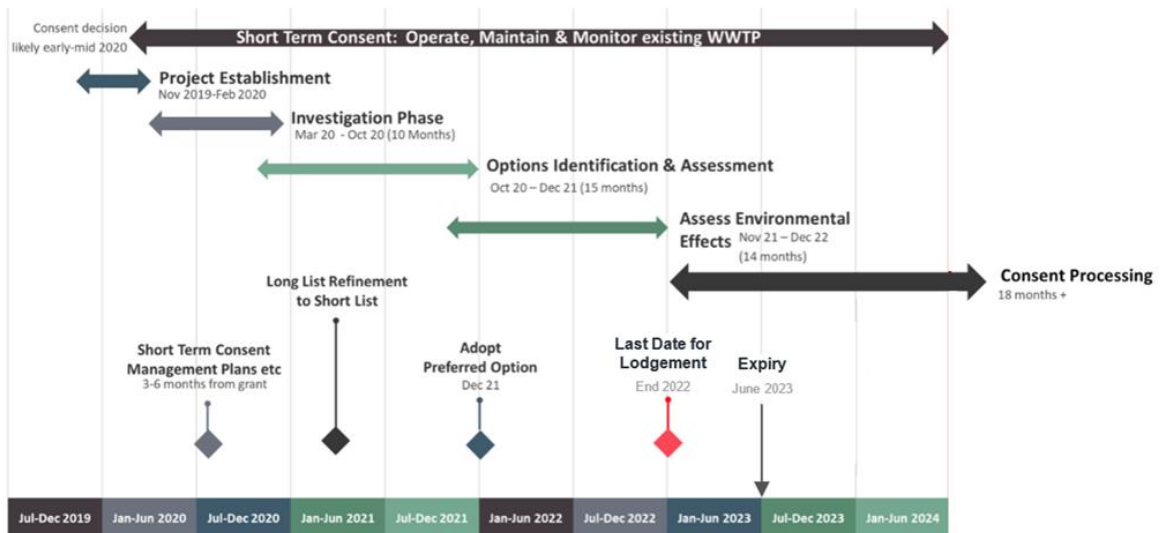 Consent decision
likely early-mid 2020
Short Term Consent: Operate, Maintain & Monitor existing WWTP
Project Establishment
Nov 2019-Feb 2020
Investigation Phase
Mar 20 - Oct 20 (10 Months)
Options Identification & Assessment
Oct 20 – Dec 21 (15 months)
Assess Environmental
Effects Nov 21 – Dec 22
(14 months)
Consent Processing
18 months +
Long List Refinement
to Short List
Short Term Consent
Management Plans etc
3-6 months from grant
Adopt
Preferred Option
Dec 21
Last Date for
Lodgement
End 2022
Expiry
June 2023
Jul-Dec 2019 Jan-Jun 2020 Jul-Dec 2020 Jan-Jun 2021 Jul-Dec 2021 Jan-Jun 2022 Jul-Dec 2022 Jan-Jun 2023 Jul-Dec 2023 Jan-Jun 2024